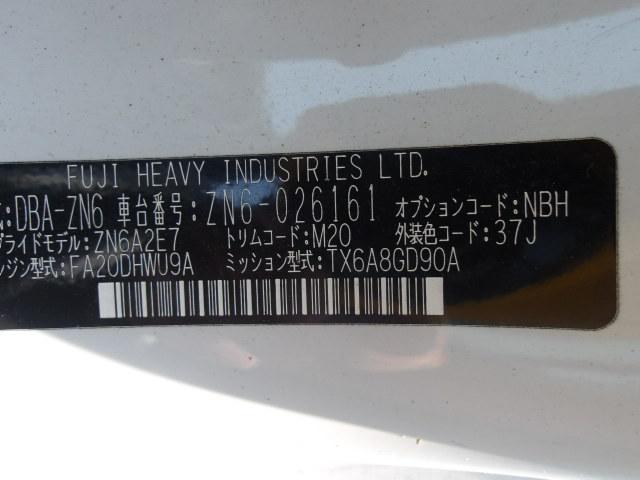 FUJI HEAVY INDUSTRIES LTD.
:DBA-ZN6 車台番号:ZN6-026161 オプションコード:NBH
プライドモデル:ZN6A2E7 トリムコード:M20 外装色コード:37J
ンジン型式:FA20DHWU9A ミッション型式:TX6A8GD90A